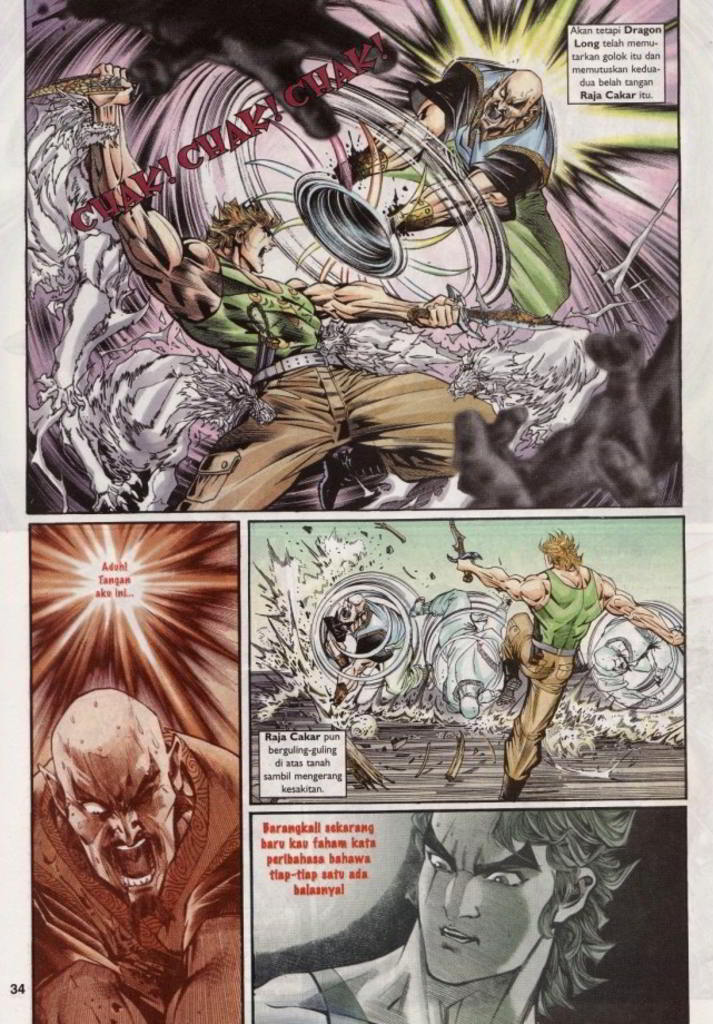 Akan tetapi Dragon
Long telah memu-
tarkan golok itu dan
memutuskan kedua-
dua belah tangan
Raja Cakar itu.
CHAK! CHAK! CHAK!
Aduh!
Tangan
aku ini...
Raja Cakar pun
berguling-guling
di atas tanah
sambil mengerang
kesakitan.
Barangkali sekarang
baru kau faham kata
peribahasa bahawa
tiap-tiap satu ada
balasnya!
34